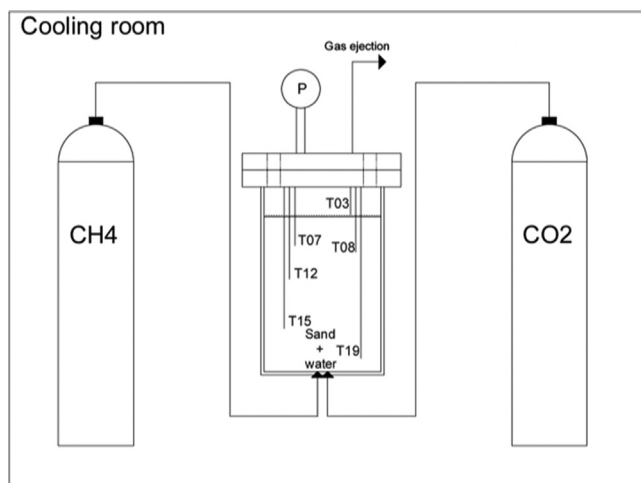 Cooling room
Gas ejection
P
CH4
CO2
T03
T07
T08
T12
T15
Sand
+
water
T19